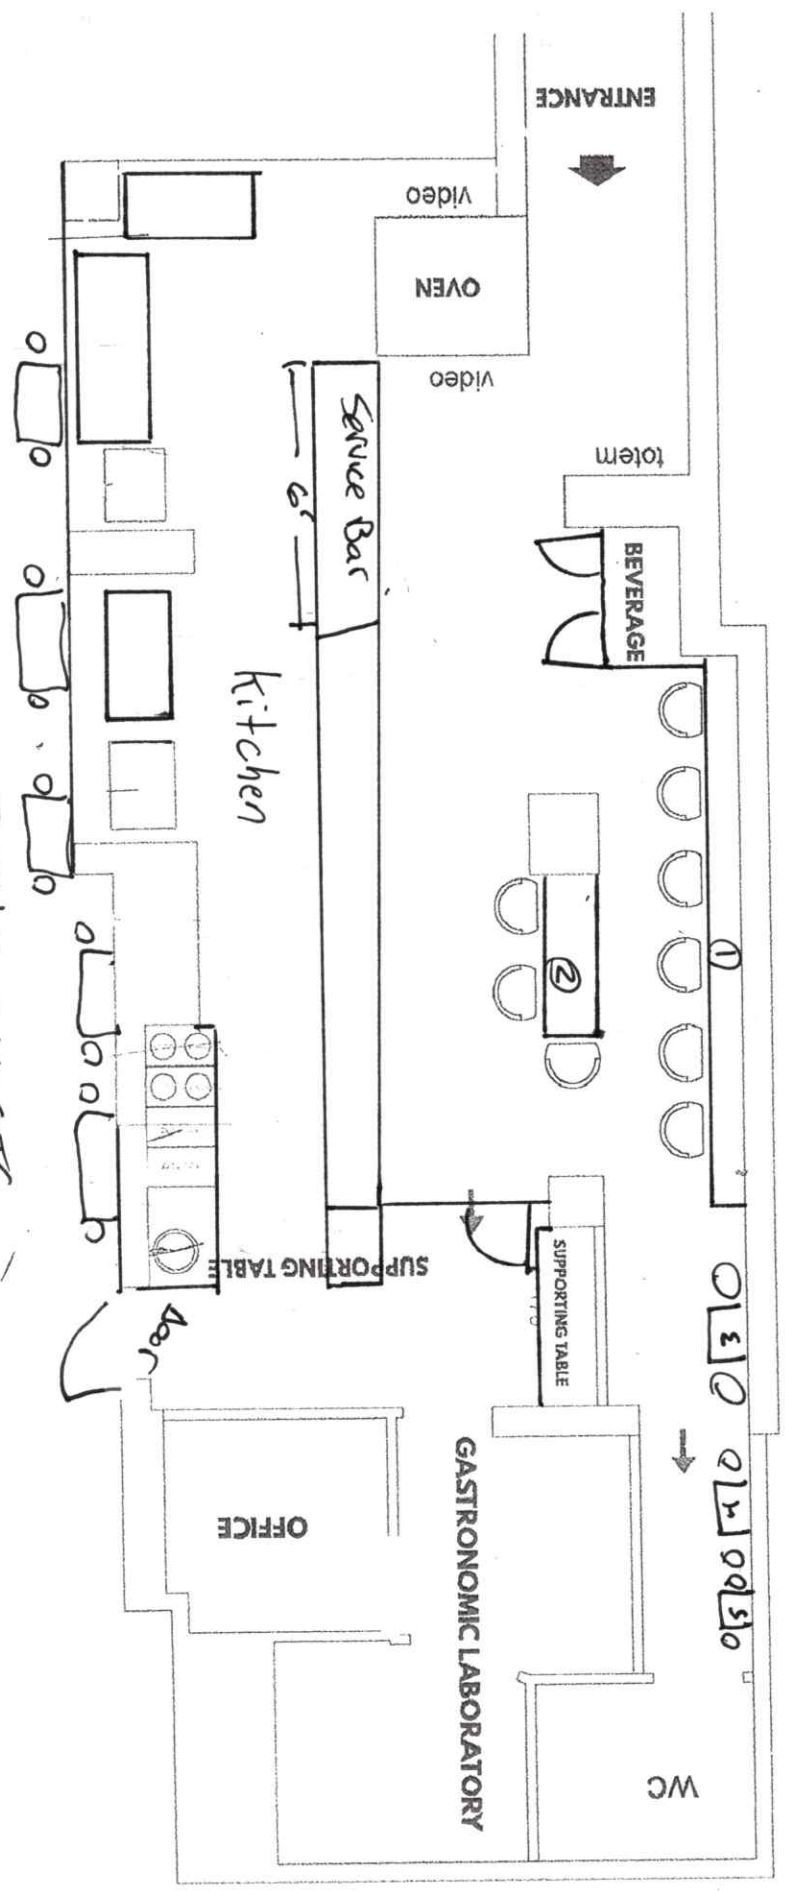 ENTRANCE
video
OVEN
video
totem
Service Bar
6'
BEVERAGE
Kitchen
1
2
SUPPORTING TABLE
SUPPORTING TABLE
Door
3
OFFICE
GASTRONOMIC LABORATORY
5
WC